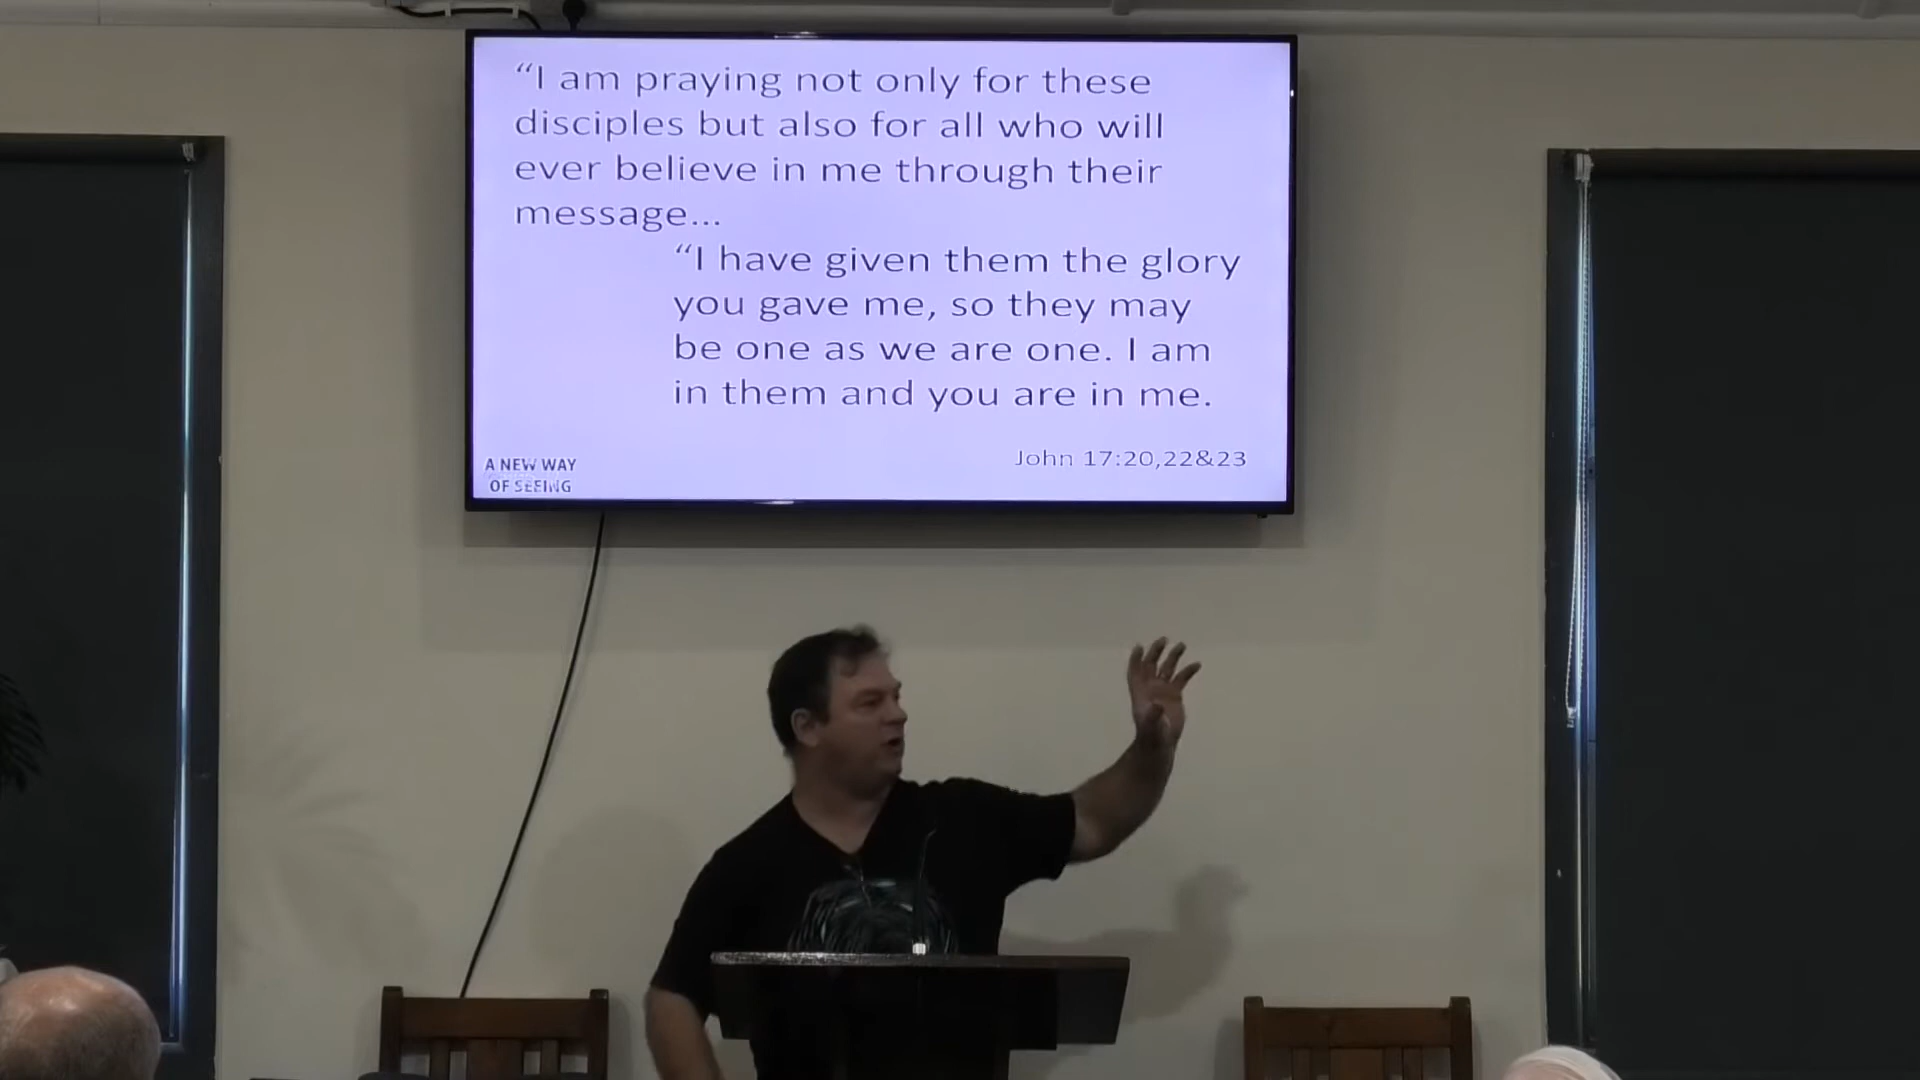 “I am praying not only for these
disciples but also for all who will
ever believe in me through their
message...
“I have given them the glory
you gave me, so they may
be one as we are one. I am
in them and you are in me.
John 17:20,22&23
A NEW WAY
OF SEEING